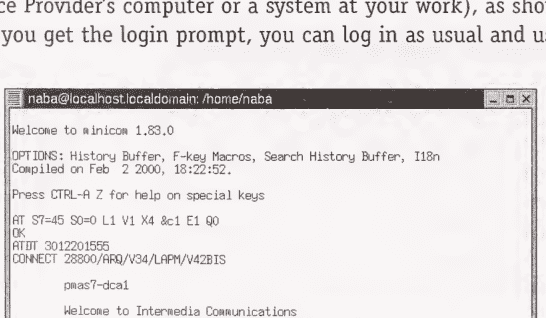 ce Provider's computer or a system at your work), as sho
you get the login prompt, you can log in as usual and us
naba@localhost.localdomain: /home/naba
Welcome to minicom 1.83.0
OPTIONS: History Buffer, F-key Macros, Search History Buffer, I18n
Compiled on Feb 2 2000, 18:22:52.
Press CTRL-A Z for help on special keys
AT S7=45 S0=0 L1 V1 X4 &c1 E1 Q0
OK
ATDT 3012201555
CONNECT 28800/ARQ/V34/LAPM/V42BIS
pmas7-dca1
Welcome to Intermedia Communications